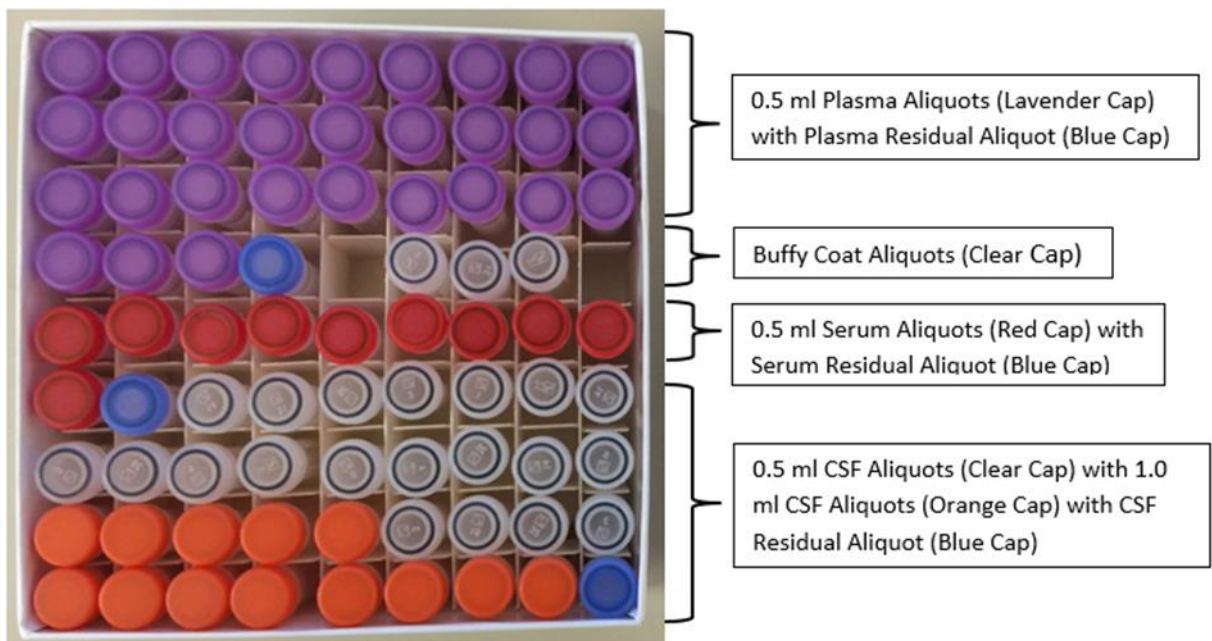 0.5 ml Plasma Aliquots (Lavender Cap)
with Plasma Residual Aliquot (Blue Cap)
Buffy Coat Aliquots (Clear Cap)
0.5 ml Serum Aliquots (Red Cap) with
Serum Residual Aliquot (Blue Cap)
0.5 ml CSF Aliquots (Clear Cap) with 1.0
ml CSF Aliquots (Orange Cap) with CSF
Residual Aliquot (Blue Cap)